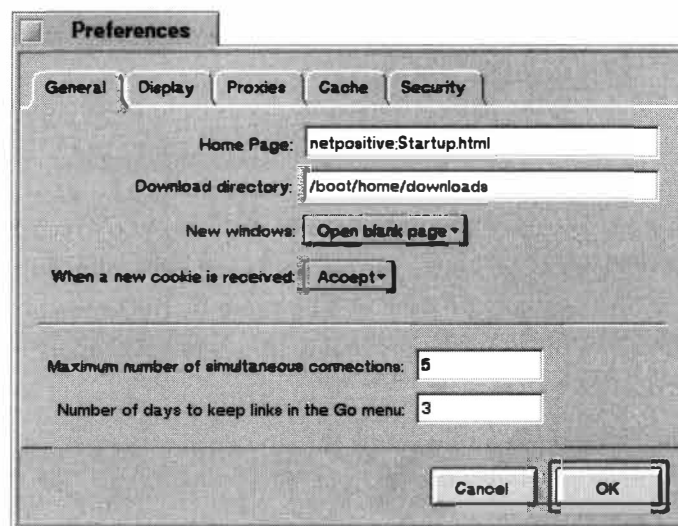 Preferences
General Display Proxies Cache Security
Home Page: netpositive:Startup.html
Download directory: /boot/home/downloads
New windows: Open blank page
When a new cookie is received: Accept
Maximum number of simultaneous connections: 5
Number of days to keep links in the Go menu: 3
Cancel OK